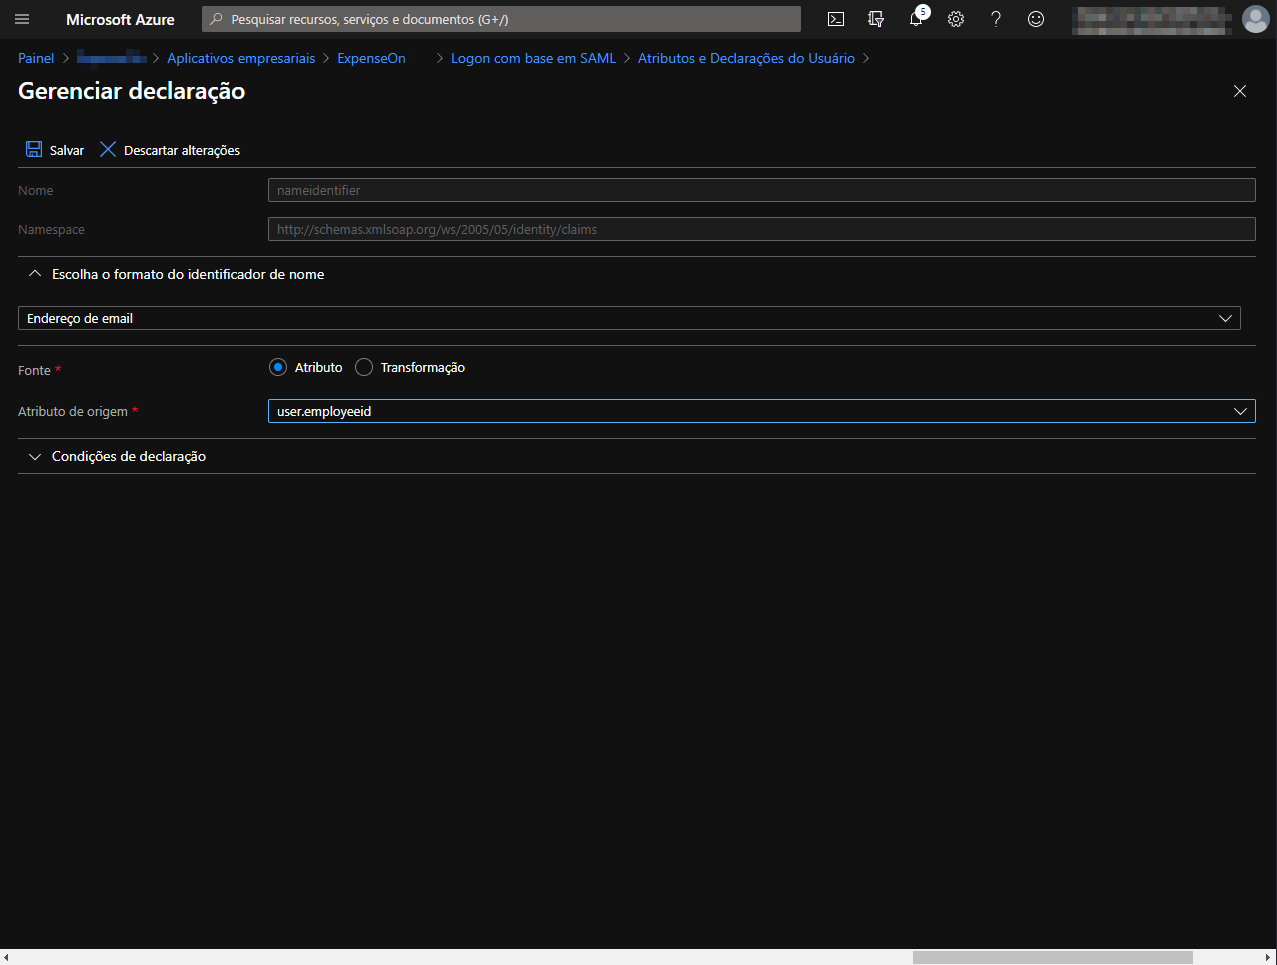 Microsoft Azure
Pesquisar recursos, serviços e documentos (G+/)
5
Painel
Aplicativos empresariais
ExpenseOn
Logon com base em SAML
Atributos e Declarações do Usuário
Gerenciar declaração
Salvar
Descartar alterações
Nome
nameidentifier
Namespace
http://schemas.xmlsoap.org/ws/2005/05/identity/claims
Escolha o formato do identificador de nome
Endereço de email
Fonte *
Atributo
Transformação
Atributo de origem *
user.employeeid
Condições de declaração